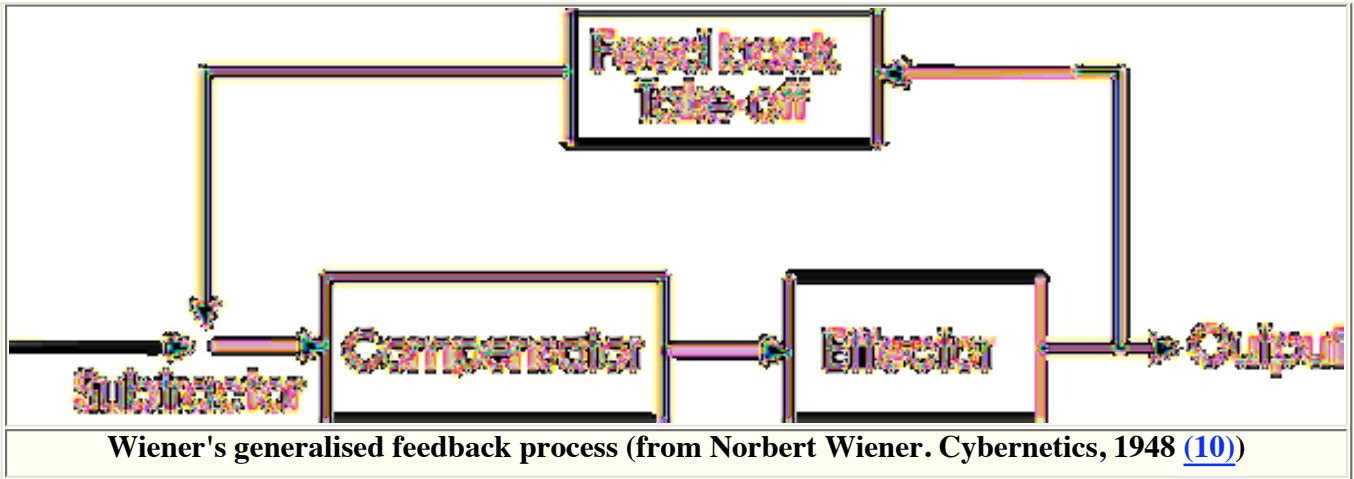 Feed back
Take-off
Compensator
Effector
Output
Subtractor
Wiener's generalised feedback process (from Norbert Wiener. Cybernetics, 1948 (10))